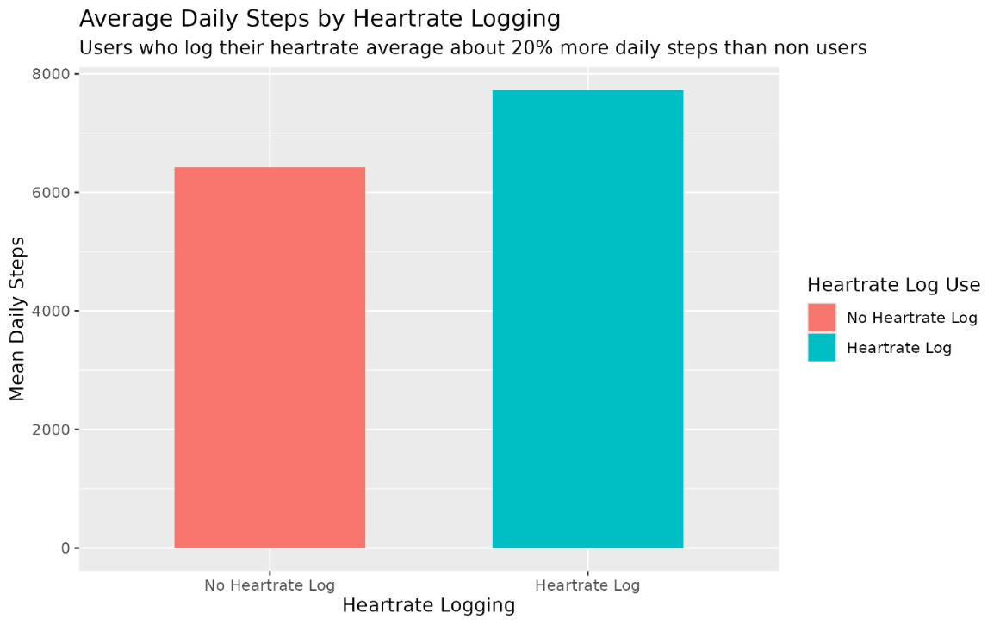 Average Daily Steps by Heartrate Logging
Users who log their heartrate average about 20% more daily steps than non users
8000
6000
4000
2000
0
Mean Daily Steps
No Heartrate Log
Heartrate Log
Heartrate Logging
Heartrate Log Use
No Heartrate Log
Heartrate Log